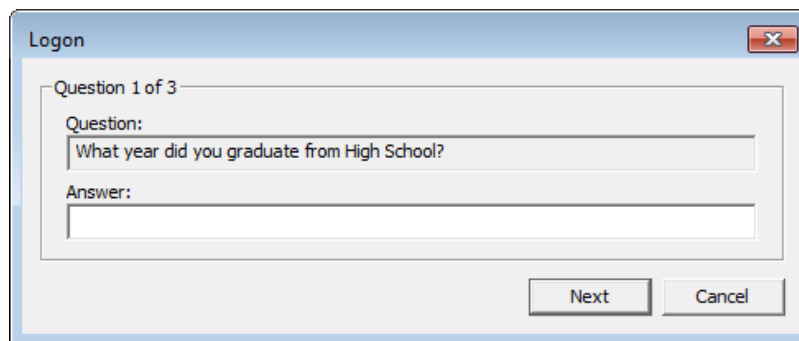 Logon
Question 1 of 3
Question:
What year did you graduate from High School?
Answer:
Next Cancel